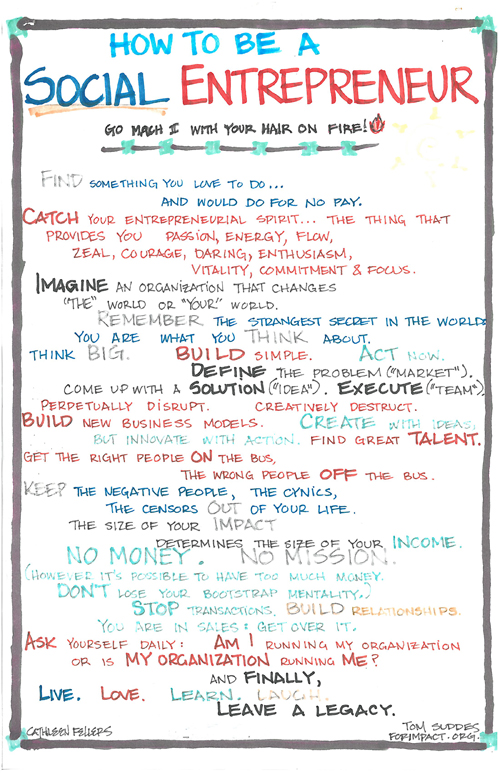 HOW TO BE A
SOCIAL ENTREPRENEUR
GO MACH II WITH YOUR HAIR ON FIRE!
FIND SOMETHING YOU LOVE TO DO...
AND WOULD DO FOR NO PAY.
CATCH YOUR ENTREPRENEURIAL SPIRIT... THE THING THAT
PROVIDES YOU PASSION, ENERGY, FLOW,
ZEAL, COURAGE, DARING, ENTHUSIASM,
VITALITY, COMMITMENT & FOCUS.
IMAGINE AN ORGANIZATION THAT CHANGES
"THE" WORLD OR "YOUR" WORLD.
REMEMBER THE STRANGEST SECRET IN THE WORLD:
YOU ARE WHAT YOU THINK ABOUT.
THINK BIG. BUILD SIMPLE. ACT NOW.
DEFINE THE PROBLEM ("MARKET").
COME UP WITH A SOLUTION ("IDEA"). EXECUTE ("TEAM").
PERPETUALLY DISRUPT. CREATIVELY DESTRUCT.
BUILD NEW BUSINESS MODELS. CREATE WITH IDEAS,
BUT INNOVATE WITH ACTION. FIND GREAT TALENT.
GET THE RIGHT PEOPLE ON THE BUS,
THE WRONG PEOPLE OFF THE BUS.
KEEP THE NEGATIVE PEOPLE, THE CYNICS,
THE CENSORS OUT OF YOUR LIFE.
THE SIZE OF YOUR IMPACT
DETERMINES THE SIZE OF YOUR INCOME.
NO MONEY. NO MISSION.
(HOWEVER IT'S POSSIBLE TO HAVE TOO MUCH MONEY.
DON'T LOSE YOUR BOOTSTRAP MENTALITY.)
STOP TRANSACTIONS. BUILD RELATIONSHIPS.
YOU ARE IN SALES: GET OVER IT.
ASK YOURSELF DAILY: AM I RUNNING MY ORGANIZATION
OR IS MY ORGANIZATION RUNNING ME?
AND FINALLY,
LIVE. LOVE. LEARN. LAUGH.
LEAVE A LEGACY.
CATHLEEN FELLERS
TOM SUDDES
FORIMPACT.ORG.